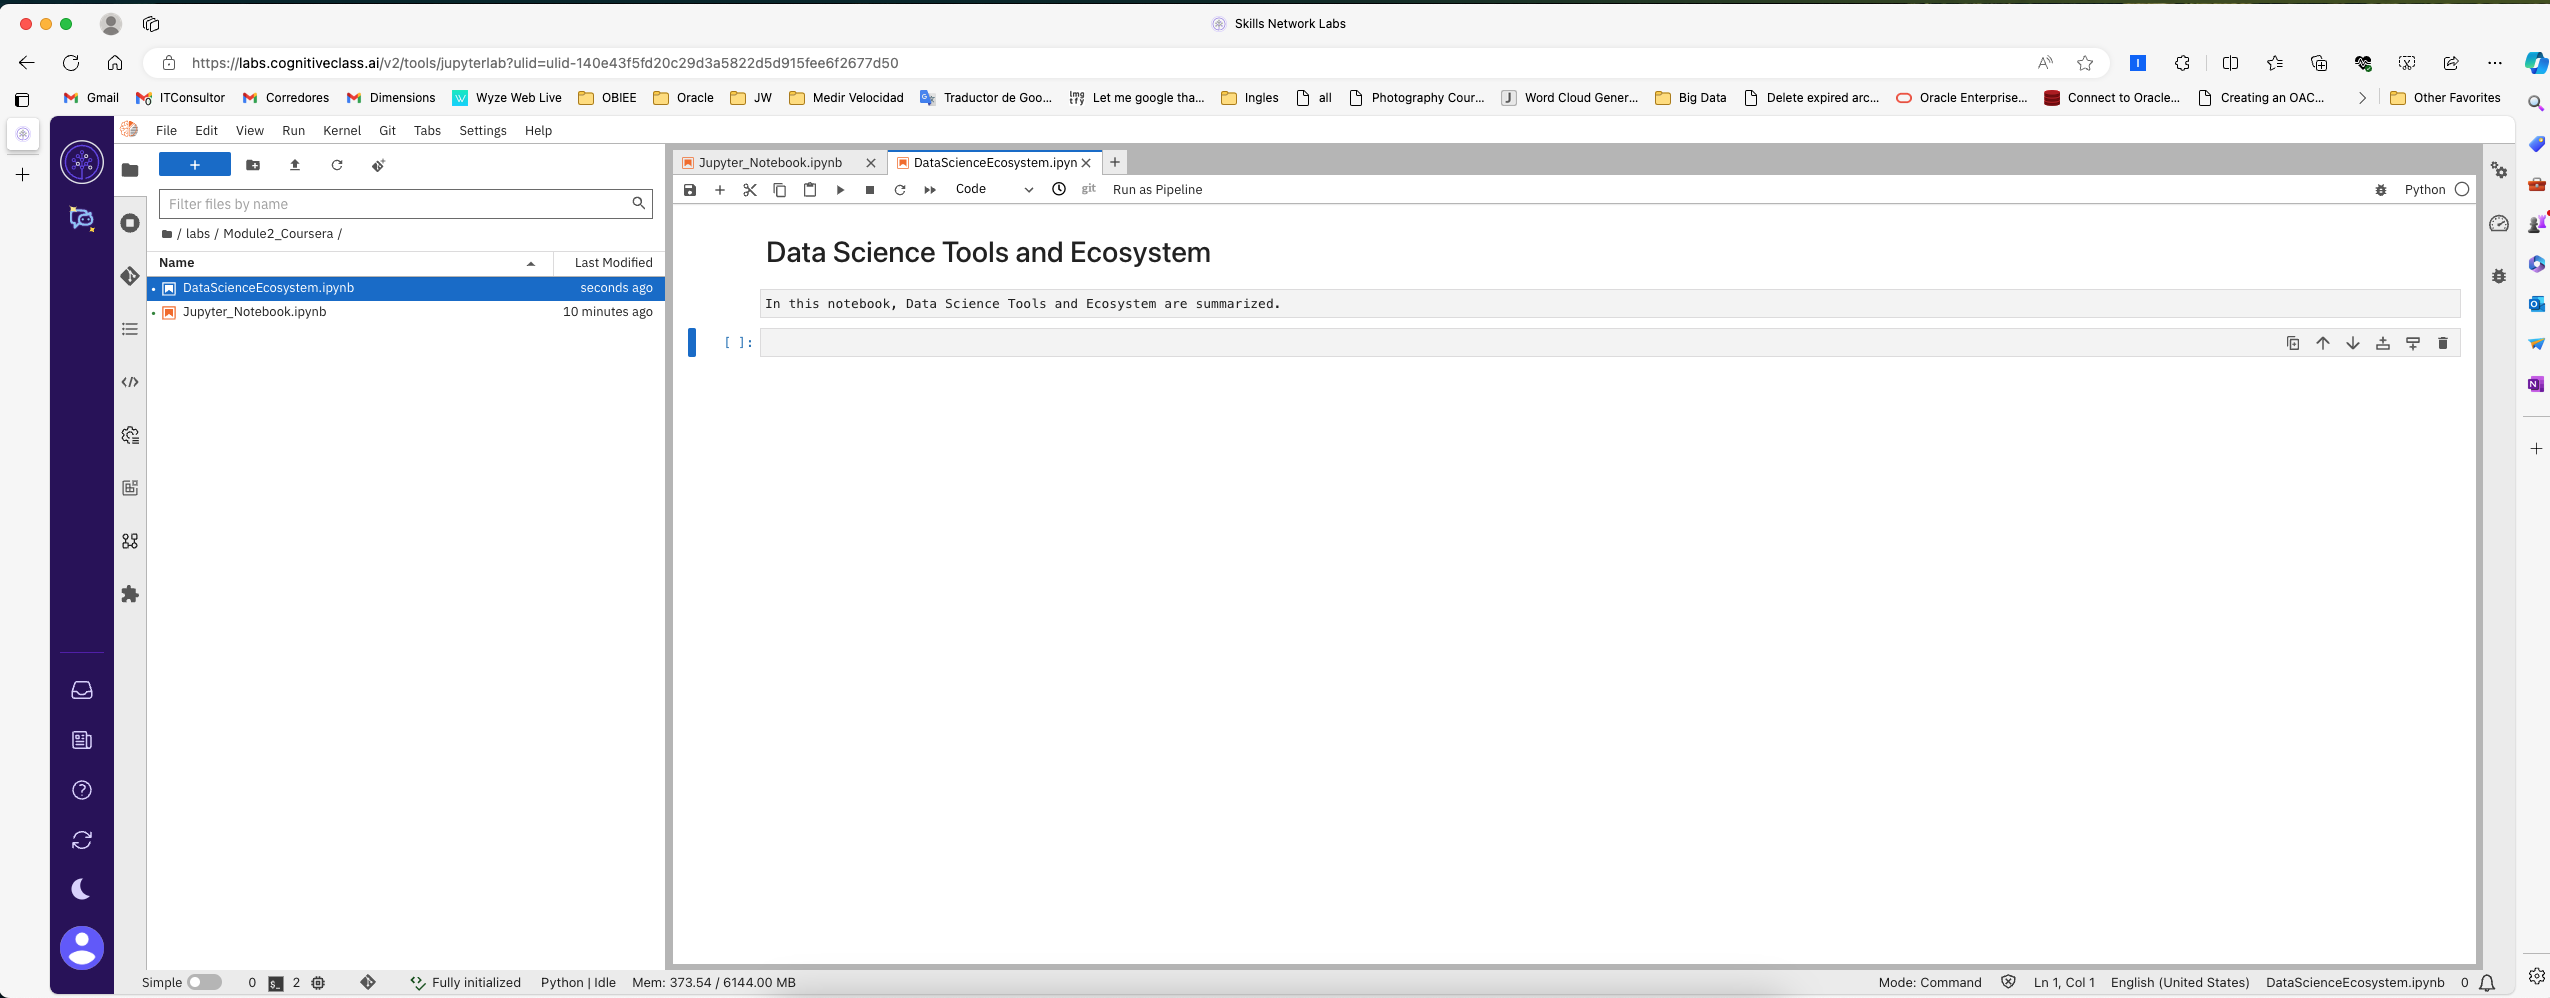 Skills Network Labs
https://labs.cognitiveclass.ai/v2/tools/jupyterlab?ulid=ulid-140e43f5fd20c29d3a5822d5d915fee6f2677d50
Gmail ITConsultor Corredores Dimensions Wyze Web Live OBIEE Oracle JW Medir Velocidad Traductor de Goo... Let me google tha... Ingles all Photography Cour... Word Cloud Gener... Big Data Delete expired arc... Oracle Enterprise... Connect to Oracle... Creating an OAC... Other Favorites
File Edit View Run Kernel Git Tabs Settings Help
Jupyter_Notebook.ipynb DataScienceEcosystem.ipyn
Code git Run as Pipeline Python
Filter files by name
/ labs / Module2_Coursera /
Name Last Modified
DataScienceEcosystem.ipynb seconds ago
Jupyter_Notebook.ipynb 10 minutes ago
Data Science Tools and Ecosystem
In this notebook, Data Science Tools and Ecosystem are summarized.
[ ]:
Simple 0 2 Fully initialized Python | Idle Mem: 373.54 / 6144.00 MB Mode: Command Ln 1, Col 1 English (United States) DataScienceEcosystem.ipynb 0